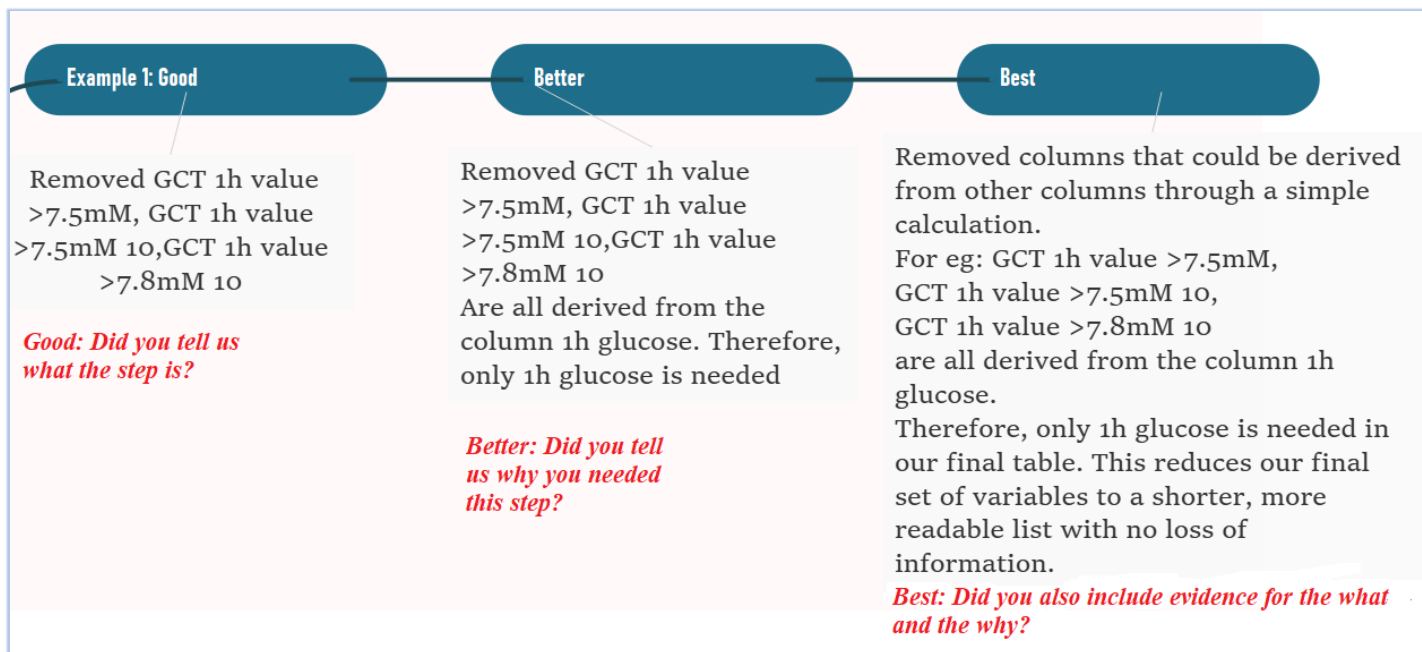 Example 1: Good
Removed GCT 1h value
>7.5mM, GCT 1h value
>7.5mM 10,GCT 1h value
>7.8mM 10
Good: Did you tell us
what the step is?
Better
Removed GCT 1h value
>7.5mM, GCT 1h value
>7.5mM 10,GCT 1h value
>7.8mM 10
Are all derived from the
column 1h glucose. Therefore,
only 1h glucose is needed
Better: Did you tell
us why you needed
this step?
Best
Removed columns that could be derived
from other columns through a simple
calculation.
For eg: GCT 1h value >7.5mM,
GCT 1h value >7.5mM 10,
GCT 1h value >7.8mM 10
are all derived from the column 1h
glucose.
Therefore, only 1h glucose is needed in
our final table. This reduces our final
set of variables to a shorter, more
readable list with no loss of
information.
Best: Did you also include evidence for the what
and the why?